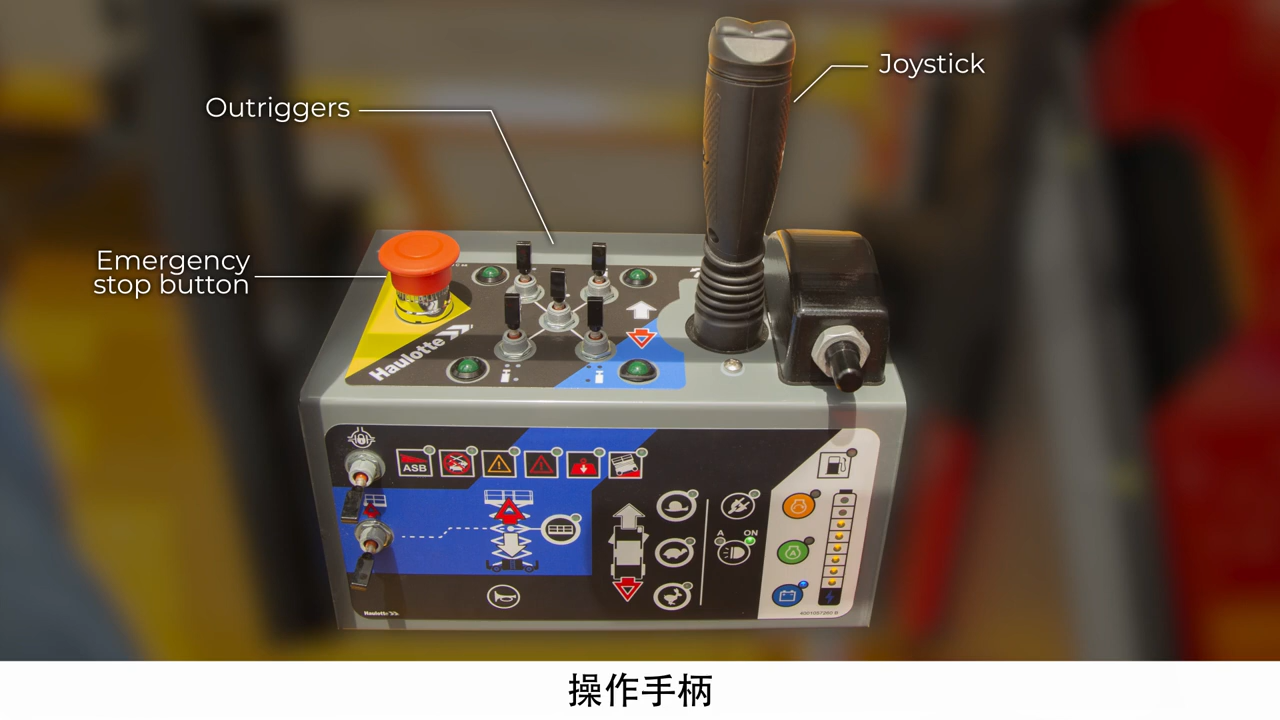 Joystick
Outriggers
Emergency
stop button
Haulotte
ASB
A ON
A
Haulotte
操作手柄